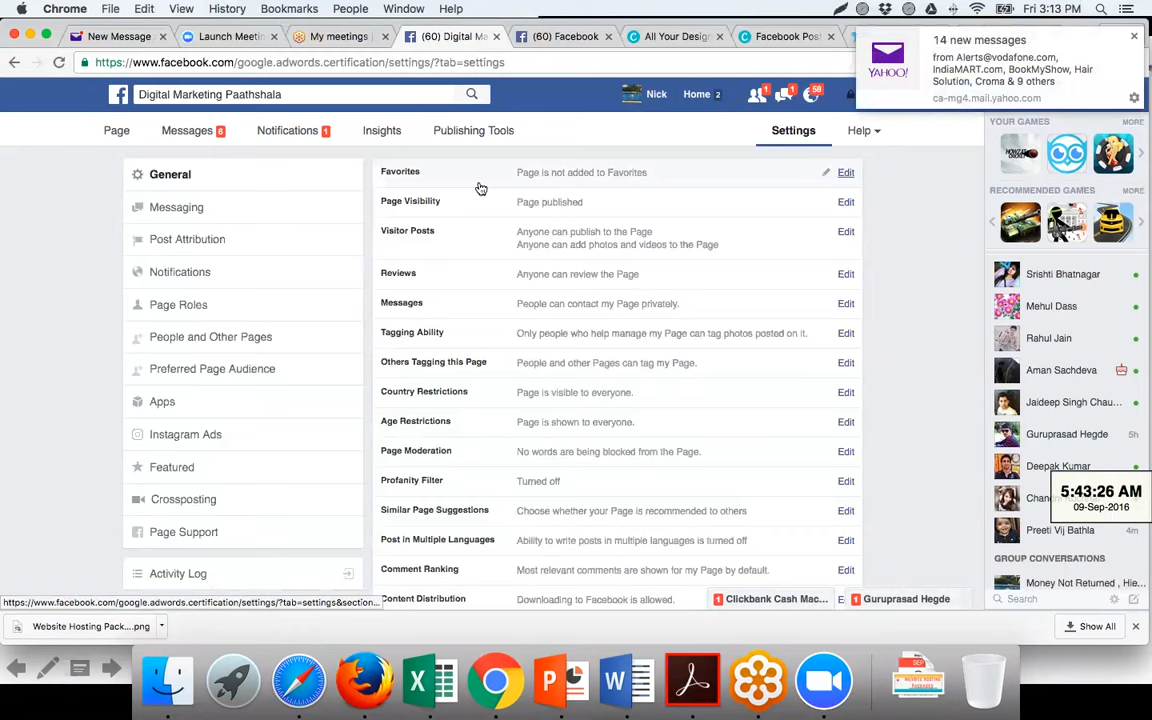 Chrome File Edit View History Bookmarks People Window Help
Fri 3:13 PM
New Message
Launch Meetin
My meetings
(60) Digital Ma
(60) Facebook
All Your Design
Facebook Post
https://www.facebook.com/google.adwords.certification/settings/?tab=settings
YAHOO!
14 new messages
from Alerts@vodafone.com,
IndiaMART.com, BookMyShow, Hair
Solution, Croma & 9 others
ca-mg4.mail.yahoo.com
Digital Marketing Paathshala
Nick
Home 2
1
1
58
Page
Messages 6
Notifications 1
Insights
Publishing Tools
Settings
Help
General
Messaging
Post Attribution
Notifications
Page Roles
People and Other Pages
Preferred Page Audience
Apps
Instagram Ads
Featured
Crossposting
Page Support
Activity Log
Favorites Page is not added to Favorites Edit
Page Visibility Page published Edit
Visitor Posts Anyone can publish to the Page Edit
Anyone can add photos and videos to the Page
Reviews Anyone can review the Page Edit
Messages People can contact my Page privately. Edit
Tagging Ability Only people who help manage my Page can tag photos posted on it. Edit
Others Tagging this Page People and other Pages can tag my Page. Edit
Country Restrictions Page is visible to everyone. Edit
Age Restrictions Page is shown to everyone. Edit
Page Moderation No words are being blocked from the Page. Edit
Profanity Filter Turned off Edit
Similar Page Suggestions Choose whether your Page is recommended to others Edit
Post in Multiple Languages Ability to write posts in multiple languages is turned off Edit
Comment Ranking Most relevant comments are shown for my Page by default. Edit
Content Distribution Downloading to Facebook is allowed.
YOUR GAMES MORE
RECOMMENDED GAMES MORE
Srishti Bhatnagar
Mehul Dass
Rahul Jain
Aman Sachdeva
Jaideep Singh Chau...
Guruprasad Hegde 5h
Deepak Kumar
5:43:26 AM
09-Sep-2016
Preeti Vij Bathla 4m
GROUP CONVERSATIONS
Money Not Returned , Hie...
Search
1 Clickbank Cash Mac...
1 Guruprasad Hegde
https://www.facebook.com/google.adwords.certification/settings/?tab=settings&section...
Website Hosting Pack....png
Show All